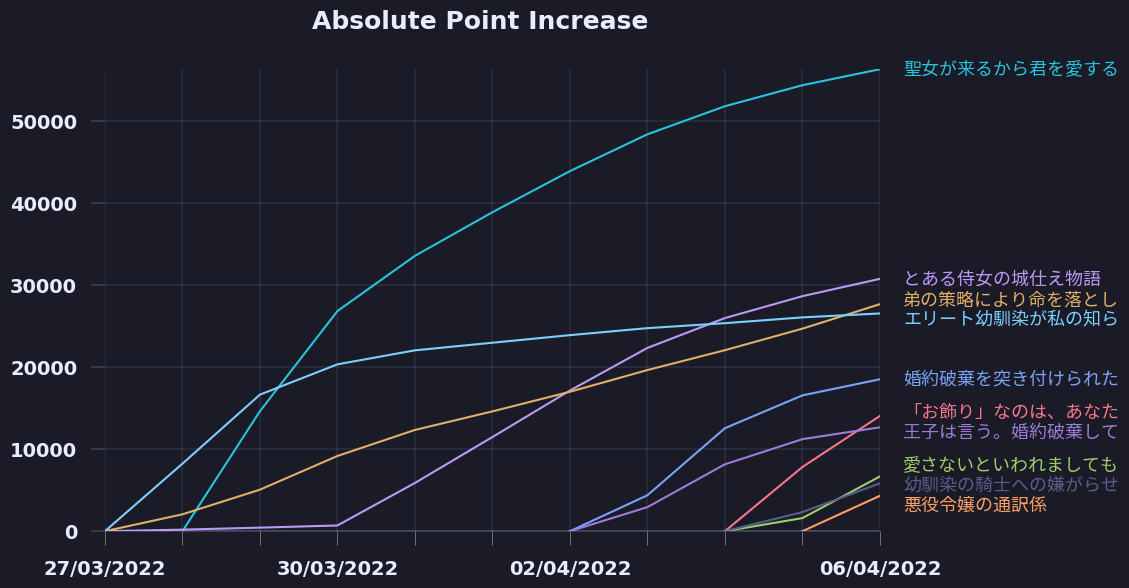 Absolute Point Increase
50000
40000
30000
20000
10000
0
27/03/2022
30/03/2022
02/04/2022
06/04/2022
聖女が来るから君を愛する
とある侍女の城仕え物語
弟の策略により命を落とし
エリート幼馴染が私の知ら
婚約破棄を突き付けられた
「お飾り」なのは、あなた
王子は言う。婚約破棄して
愛さないといわれましても
幼馴染の騎士への嫌がらせ
悪役令嬢の通訳係